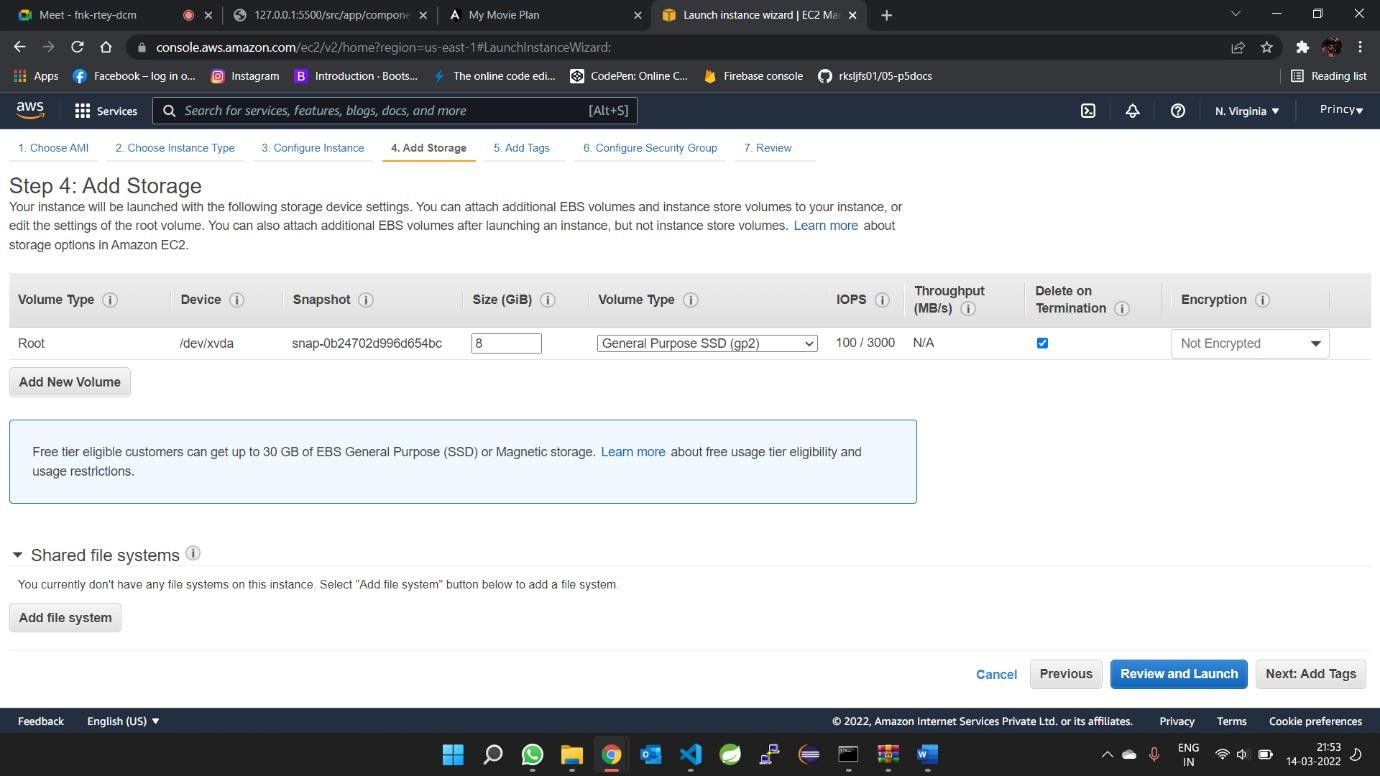 Meet - fnk-rtey-dcm
127.0.0.1:5500/src/app/compone
My Movie Plan
Launch instance wizard | EC2 Ma
console.aws.amazon.com/ec2/v2/home?region=us-east-1#LaunchInstanceWizard:
Apps
Facebook – log in o...
Instagram
Introduction · Boots...
The online code edi...
CodePen: Online C...
Firebase console
rksljfs01/05-p5docs
Reading list
aws
Services
Search for services, features, blogs, docs, and more
[Alt+S]
N. Virginia
Princy
1. Choose AMI
2. Choose Instance Type
3. Configure Instance
4. Add Storage
5. Add Tags
6. Configure Security Group
7. Review
Step 4: Add Storage
Your instance will be launched with the following storage device settings. You can attach additional EBS volumes and instance store volumes to your instance, or
edit the settings of the root volume. You can also attach additional EBS volumes after launching an instance, but not instance store volumes. Learn more about
storage options in Amazon EC2.
Volume Type
Device
Snapshot
Size (GiB)
Volume Type
IOPS
Throughput
(MB/s)
Delete on
Termination
Encryption
Root
/dev/xvda
snap-0b24702d996d654bc
8
General Purpose SSD (gp2)
100 / 3000
N/A
Not Encrypted
Add New Volume
Free tier eligible customers can get up to 30 GB of EBS General Purpose (SSD) or Magnetic storage. Learn more about free usage tier eligibility and
usage restrictions.
Shared file systems
You currently don't have any file systems on this instance. Select "Add file system" button below to add a file system.
Add file system
Cancel
Previous
Review and Launch
Next: Add Tags
Feedback
English (US)
© 2022, Amazon Internet Services Private Ltd. or its affiliates.
Privacy
Terms
Cookie preferences
ENG
IN
21:53
14-03-2022